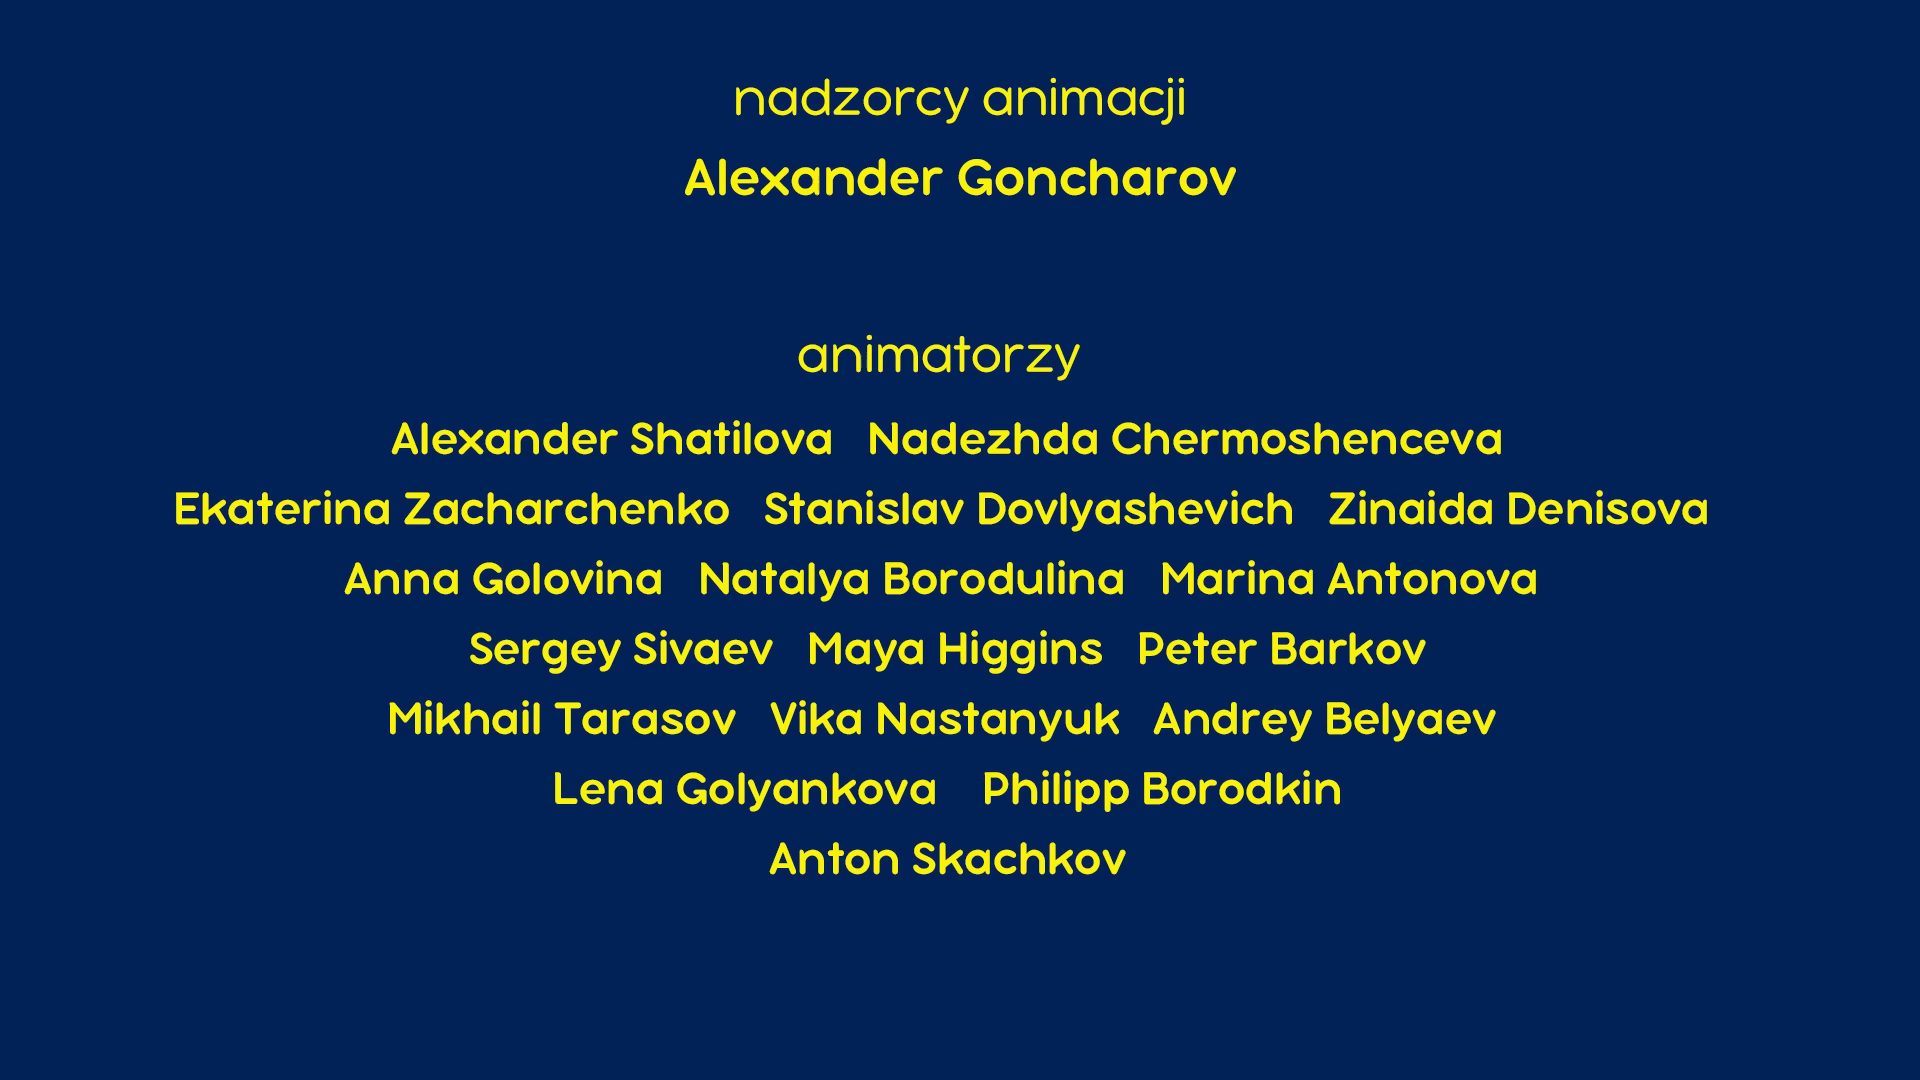 nadzorcy animacji
Alexander Goncharov
animatorzy
Alexander Shatilova Nadezhda Chermoshenceva
Ekaterina Zacharchenko Stanislav Dovlyashevich Zinaida Denisova
Anna Golovina Natalya Borodulina Marina Antonova
Sergey Sivaev Maya Higgins Peter Barkov
Mikhail Tarasov Vika Nastanyuk Andrey Belyaev
Lena Golyankova Philipp Borodkin
Anton Skachkov